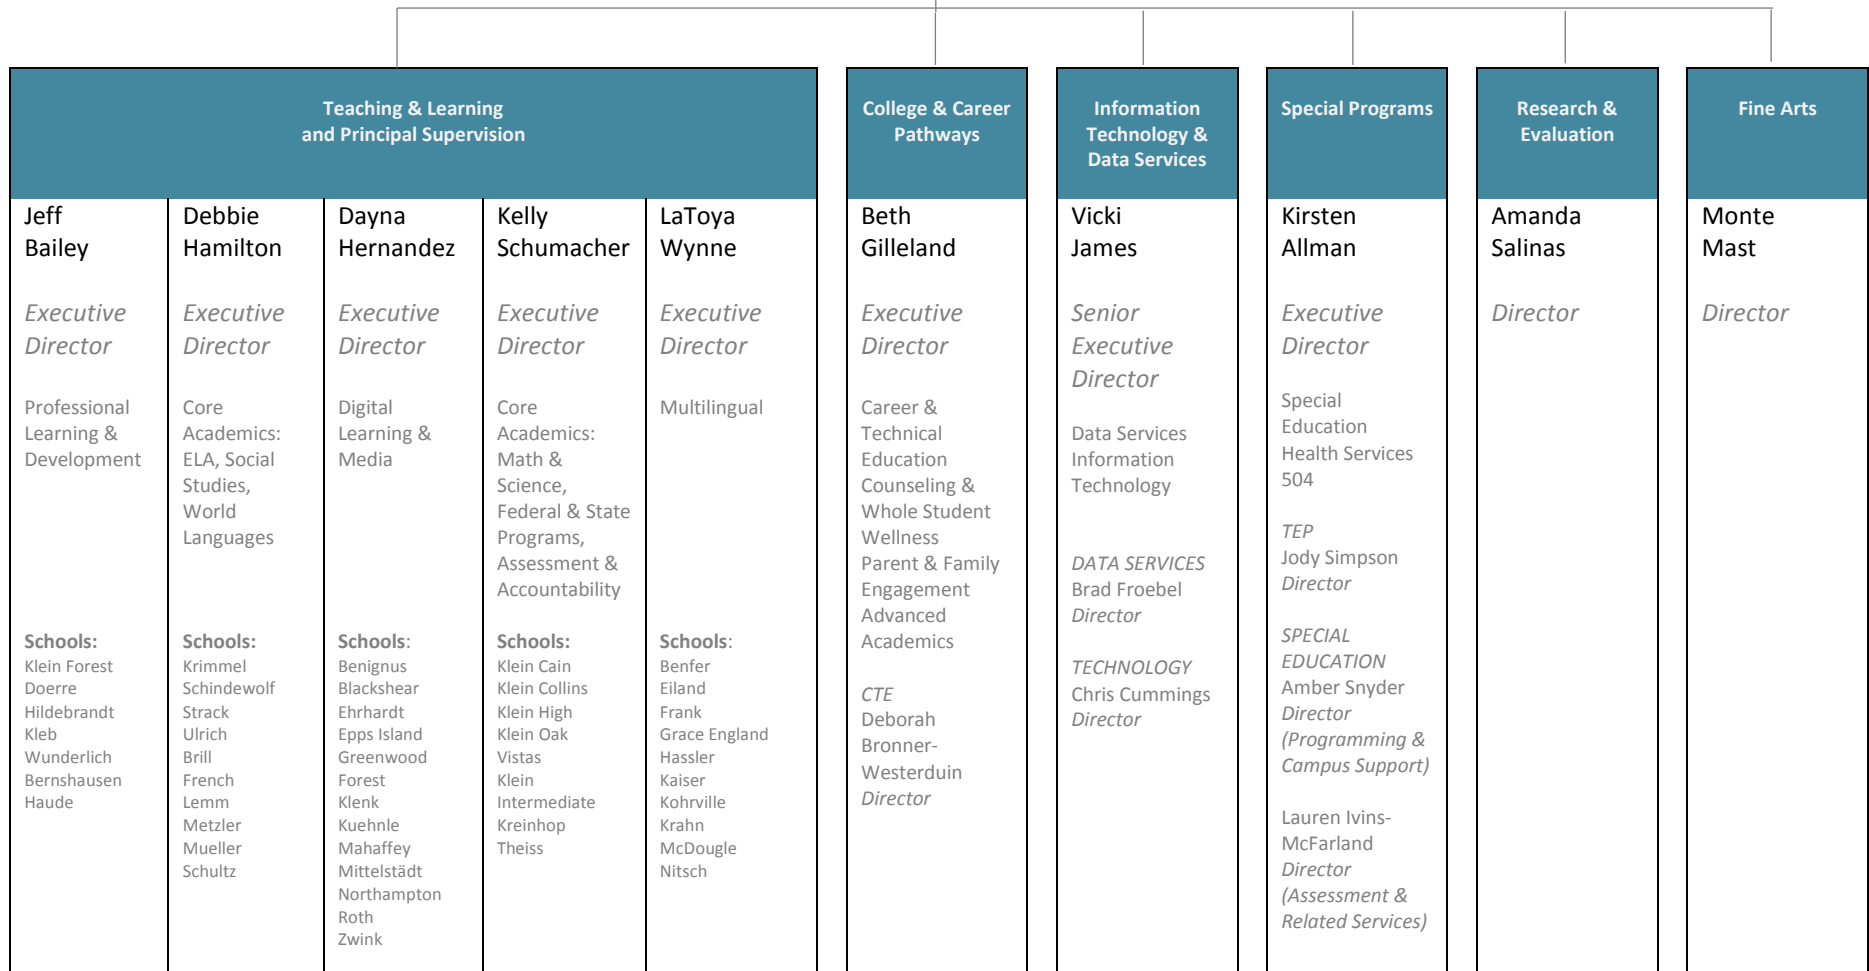 Teaching & Learning
and Principal Supervision
Jeff
Bailey
Executive
Director
Professional
Learning &
Development
Schools:
Klein Forest
Doerre
Hildebrandt
Kleb
Wunderlich
Bernshausen
Haude
Debbie
Hamilton
Executive
Director
Core
Academics:
ELA, Social
Studies,
World
Languages
Schools:
Krimmel
Schindewolf
Strack
Ulrich
Brill
French
Lemm
Metzler
Mueller
Schultz
Dayna
Hernandez
Executive
Director
Digital
Learning &
Media
Schools:
Benignus
Blackshear
Ehrhardt
Epps Island
Greenwood
Forest
Klenk
Kuehnle
Mahaffey
Mittelstädt
Northampton
Roth
Zwink
Kelly
Schumacher
Executive
Director
Core
Academics:
Math &
Science,
Federal & State
Programs,
Assessment &
Accountability
Schools:
Klein Cain
Klein Collins
Klein High
Klein Oak
Vistas
Klein
Intermediate
Kreinhop
Theiss
LaToya
Wynne
Executive
Director
Multilingual
Schools:
Benfer
Eiland
Frank
Grace England
Hassler
Kaiser
Kohrville
Krahn
McDougle
Nitsch
College & Career
Pathways
Beth
Gilleland
Executive
Director
Career &
Technical
Education
Counseling &
Whole Student
Wellness
Parent & Family
Engagement
Advanced
Academics
CTE
Deborah
Bronner-
Westerduin
Director
Information
Technology &
Data Services
Vicki
James
Senior
Executive
Director
Data Services
Information
Technology
DATA SERVICES
Brad Froebel
Director
TECHNOLOGY
Chris Cummings
Director
Special Programs
Kirsten
Allman
Executive
Director
Special
Education
Health Services
504
TEP
Jody Simpson
Director
SPECIAL
EDUCATION
Amber Snyder
Director
(Programming &
Campus Support)
Lauren Ivins-
McFarland
Director
(Assessment &
Related Services)
Research &
Evaluation
Amanda
Salinas
Director
Fine Arts
Monte
Mast
Director